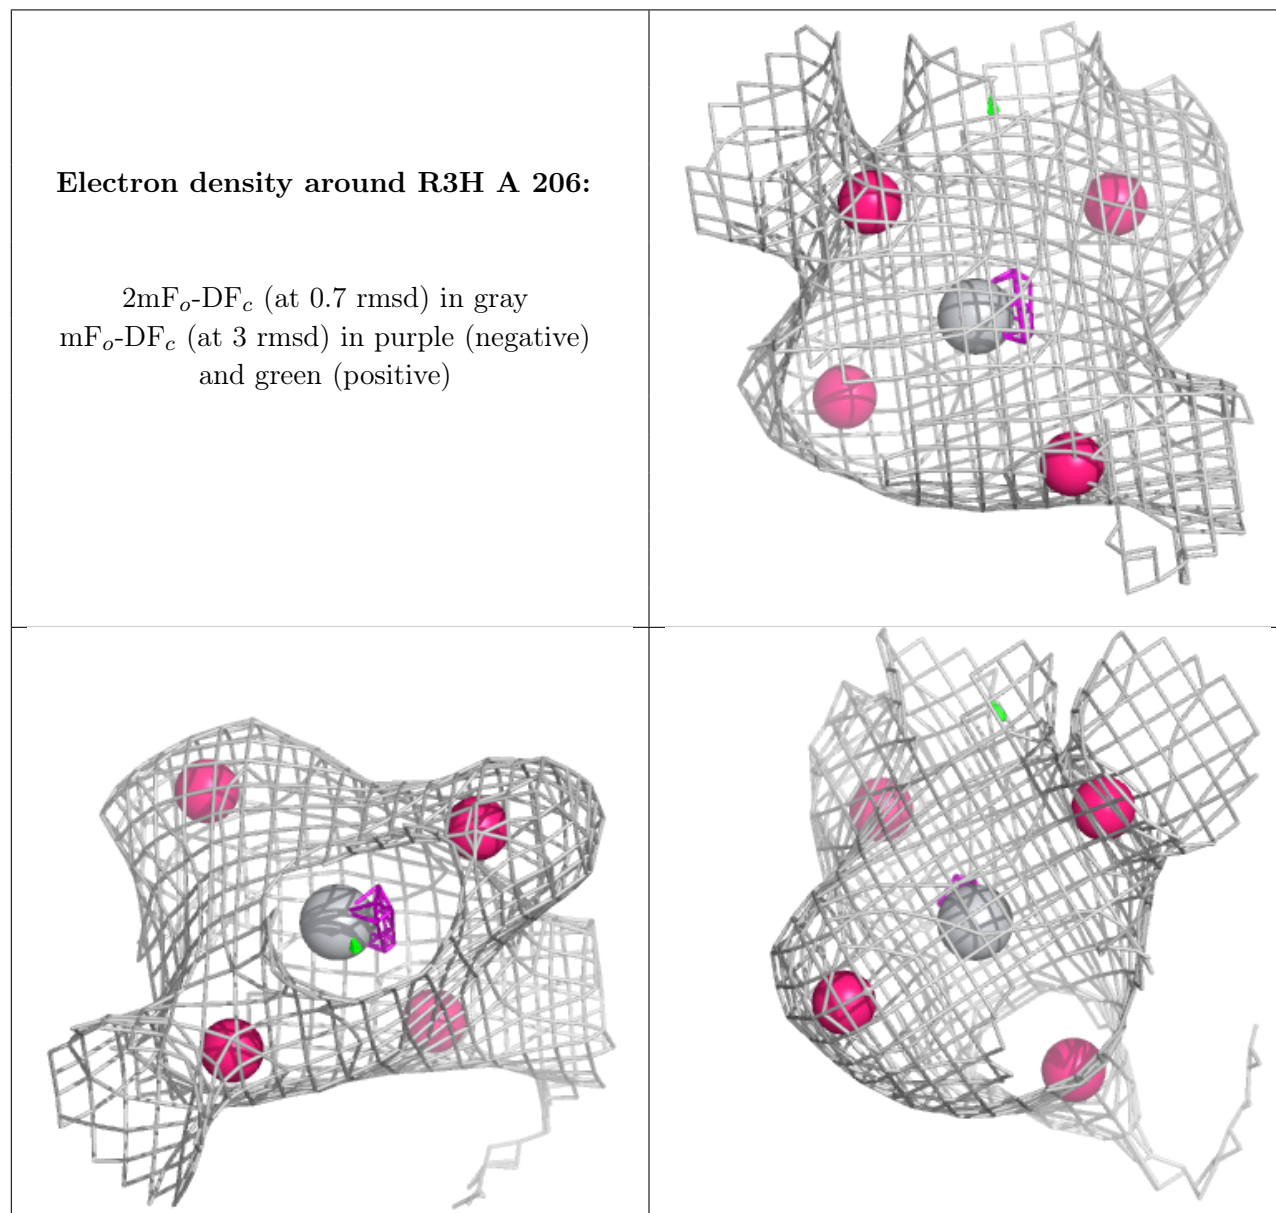 Electron density around R3H A 206:
2mFo-DFc (at 0.7 rmsd) in gray
mFo-DFc (at 3 rmsd) in purple (negative)
and green (positive)